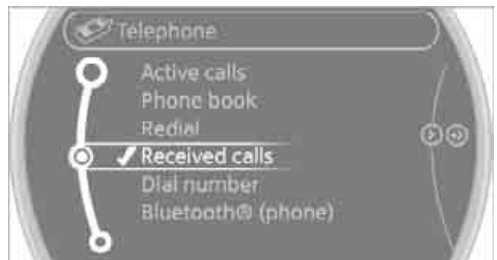 Telephone
Active calls
Phone book
Redial
Received calls
Dial number
Bluetooth® (phone)